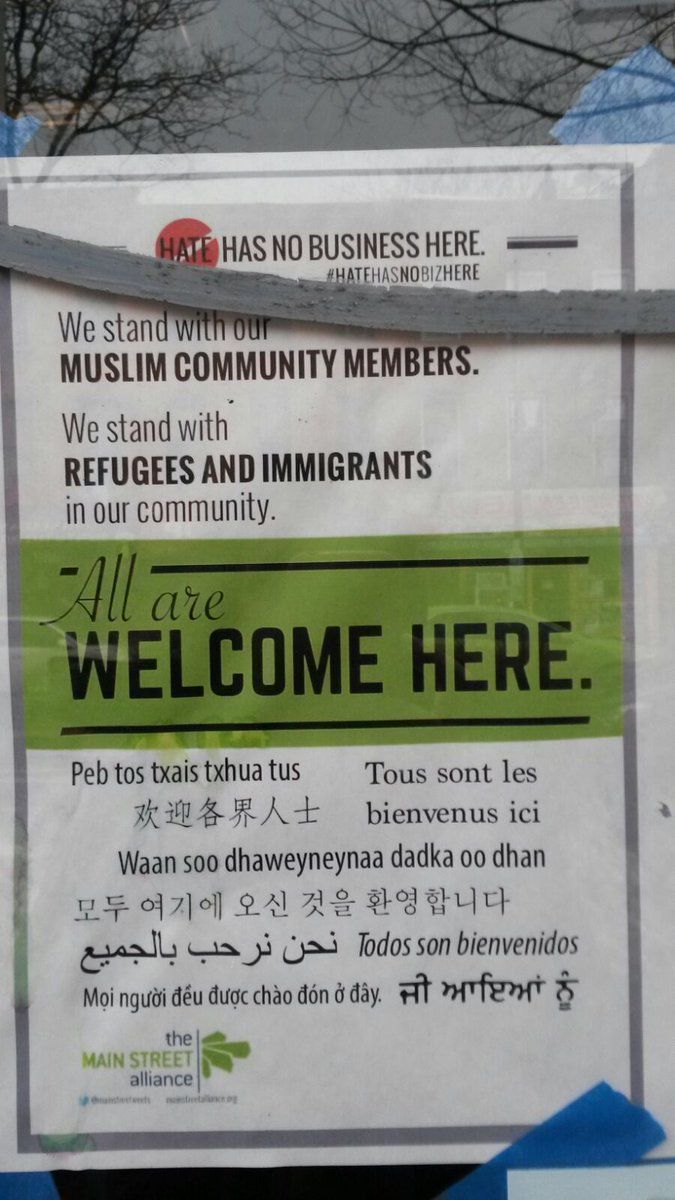 HATE HAS NO BUSINESS HERE.
#HATEHASNOBIZHERE
We stand with our
MUSLIM COMMUNITY MEMBERS.
We stand with
REFUGEES AND IMMIGRANTS
in our community.
All are
WELCOME HERE.
Peb tos txais txhua tus
Tous sont les
bienvenus ici
欢迎各界人士
Waan soo dhaweyneynaa dadka oo dhan
모두 여기에 오신 것을 환영합니다
نحن نرحب بالجميع
Todos son bienvenidos
Mọi người đều được chào đón ở đây.
ਜੀ ਆਇਆਂ ਨੂੰ
the
MAIN STREET
alliance
mainstreetalliance.org